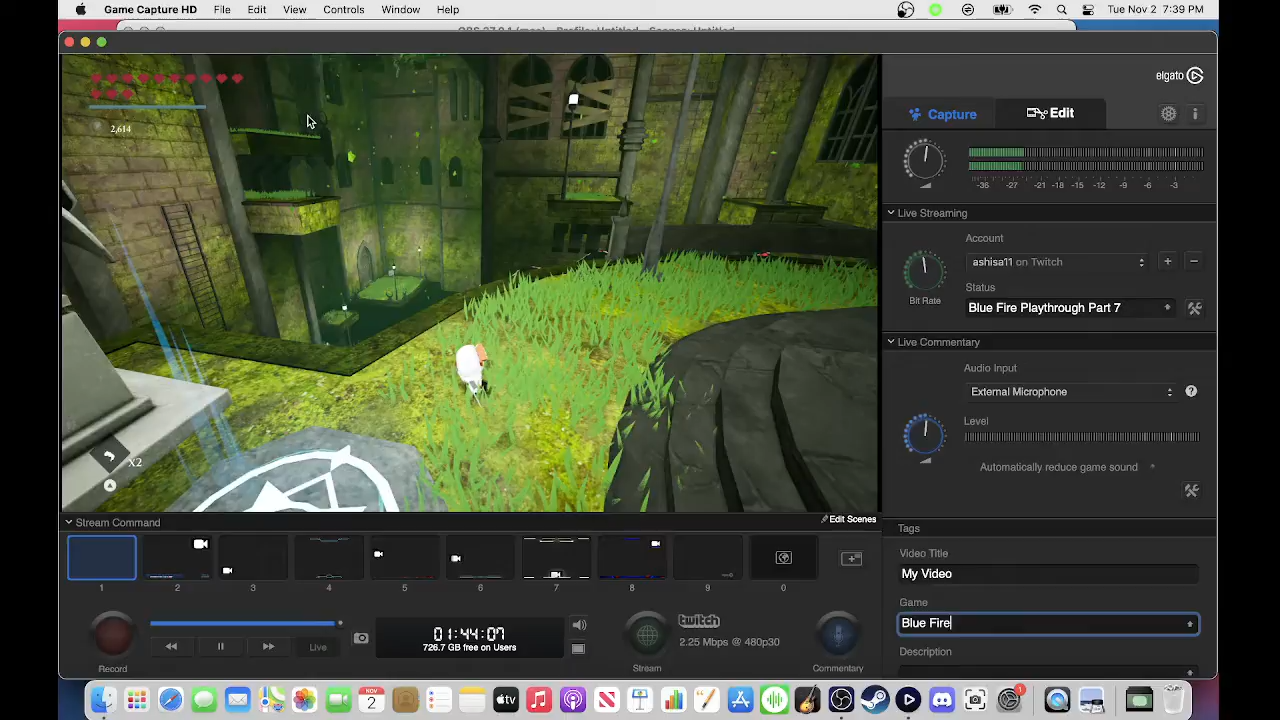 Game Capture HD File Edit View Controls Window Help Tue Nov 2 7:39 PM
2,614
X2
A
elgato
Capture Edit
-36 -27 -21 -18 -15 -12 -9 -6 -3
Live Streaming
Account
ashisa11 on Twitch
Status
Bit Rate
Blue Fire Playthrough Part 7
Live Commentary
Audio Input
External Microphone
Level
Automatically reduce game sound
Stream Command Edit Scenes
1 2 3 4 5 6 7 8 9 0
Tags
Video Title
My Video
Game
Blue Fire
Description
Record
Live
01:44:07
726.7 GB free on Users
Stream
twitch
2.25 Mbps @ 480p30
Commentary
NOV
2
tv
1